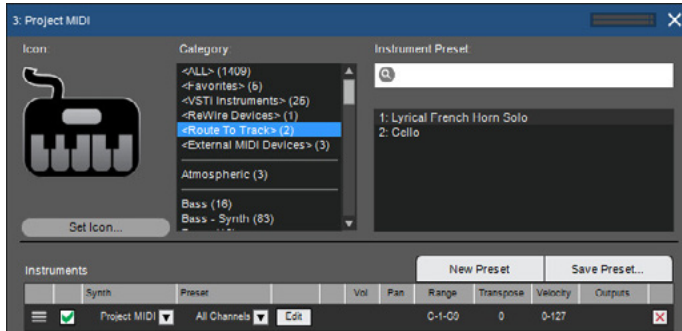 3: Project MIDI
Icon:
Category:
Instrument Preset:
<ALL> (1409)
<Favorites> (6)
<VSTi Instruments> (26)
<ReWire Devices> (1)
<Route To Track> (2)
<External MIDI Devices> (3)
Atmospheric (3)
Bass (16)
Bass - Synth (83)
1: Lyrical French Horn Solo
2: Cello
Set Icon...
Instruments
New Preset
Save Preset...
Synth Preset Vol Pan Range Transpose Velocity Outputs
Project MIDI All Channels Edit C-1-G9 0 0-127